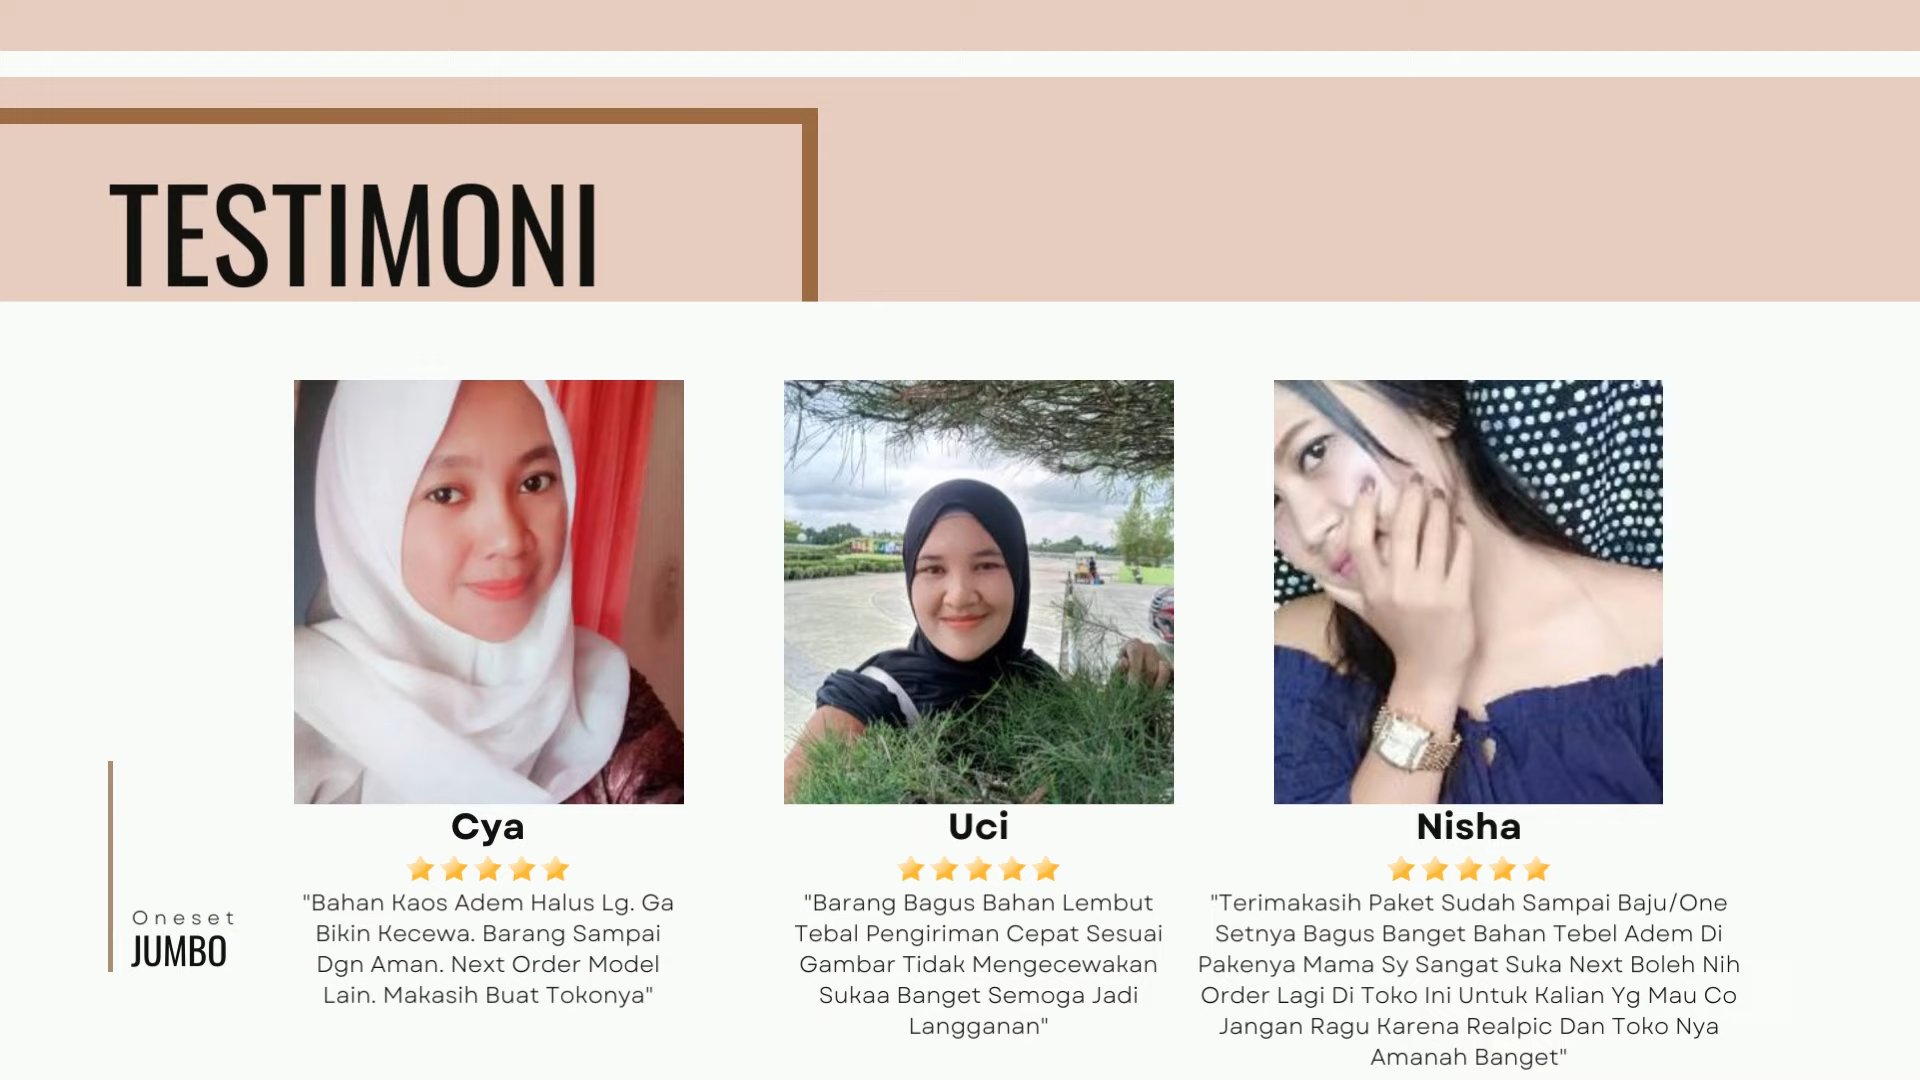 TESTIMONI
Cya
"Bahan Kaos Adem Halus Lg. Ga
Bikin Kecewa. Barang Sampai
Dgn Aman. Next Order Model
Lain. Makasih Buat Tokonya"
Uci
"Barang Bagus Bahan Lembut
Tebal Pengiriman Cepat Sesuai
Gambar Tidak Mengecewakan
Sukaa Banget Semoga Jadi
Langganan"
Nisha
"Terimakasih Paket Sudah Sampai Baju/One
Setnya Bagus Banget Bahan Tebel Adem Di
Pakenya Mama Sy Sangat Suka Next Boleh Nih
Order Lagi Di Toko Ini Untuk Kalian Yg Mau Co
Jangan Ragu Karena Realpic Dan Toko Nya
Amanah Banget"
Oneset
JUMBO